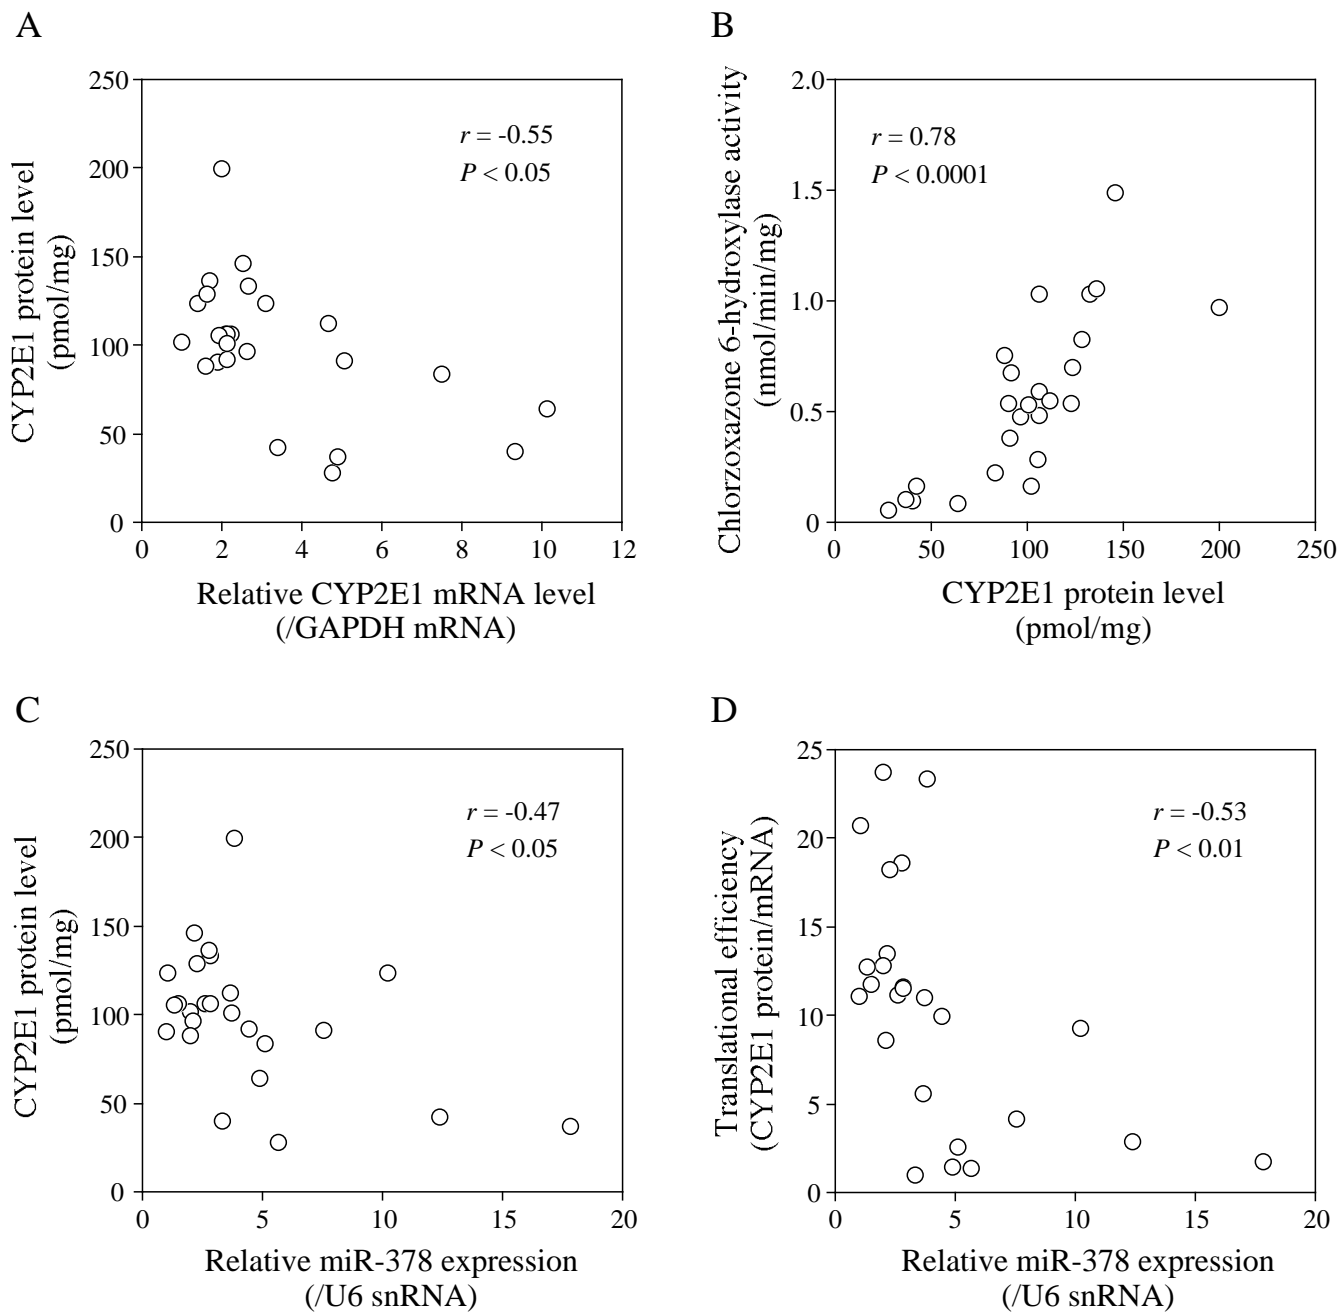 A
CYP2E1 protein level
(pmol/mg)
250
200
150
100
50
0
r = -0.55
P < 0.05
0 2 4 6 8 10 12
Relative CYP2E1 mRNA level
(/GAPDH mRNA)
B
Chlorzoxazone 6-hydroxylase activity
(nmol/min/mg)
2.0
1.5
1.0
0.5
0
r = 0.78
P < 0.0001
0 50 100 150 200 250
CYP2E1 protein level
(pmol/mg)
C
CYP2E1 protein level
(pmol/mg)
250
200
150
100
50
0
r = -0.47
P < 0.05
0 5 10 15 20
Relative miR-378 expression
(/U6 snRNA)
D
Translational efficiency
(CYP2E1 protein/mRNA)
25
20
15
10
5
0
r = -0.53
P < 0.01
0 5 10 15 20
Relative miR-378 expression
(/U6 snRNA)